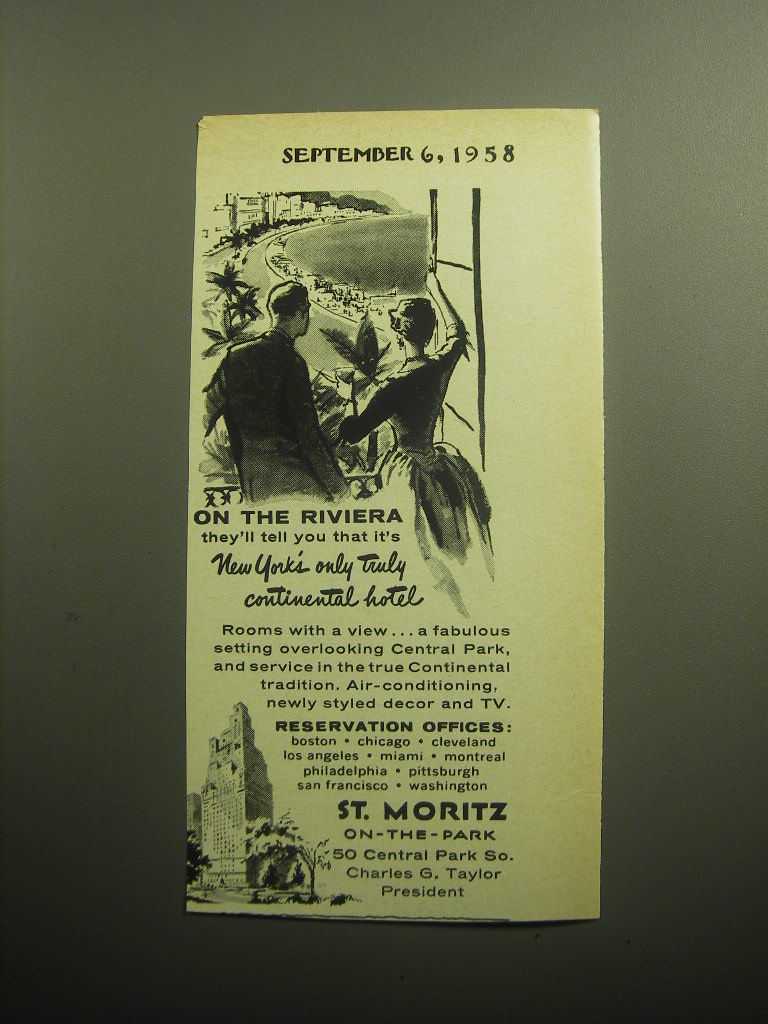 SEPTEMBER 6, 1958
ON THE RIVIERA
they'll tell you that it's
New York's only truly
continental hotel
Rooms with a view... a fabulous
setting overlooking Central Park,
and service in the true Continental
tradition. Air-conditioning,
newly styled decor and TV.
RESERVATION OFFICES:
boston • chicago • cleveland
los angeles • miami • montreal
philadelphia • pittsburgh
san francisco • washington
ST. MORITZ
ON-THE-PARK
50 Central Park So.
Charles G. Taylor
President